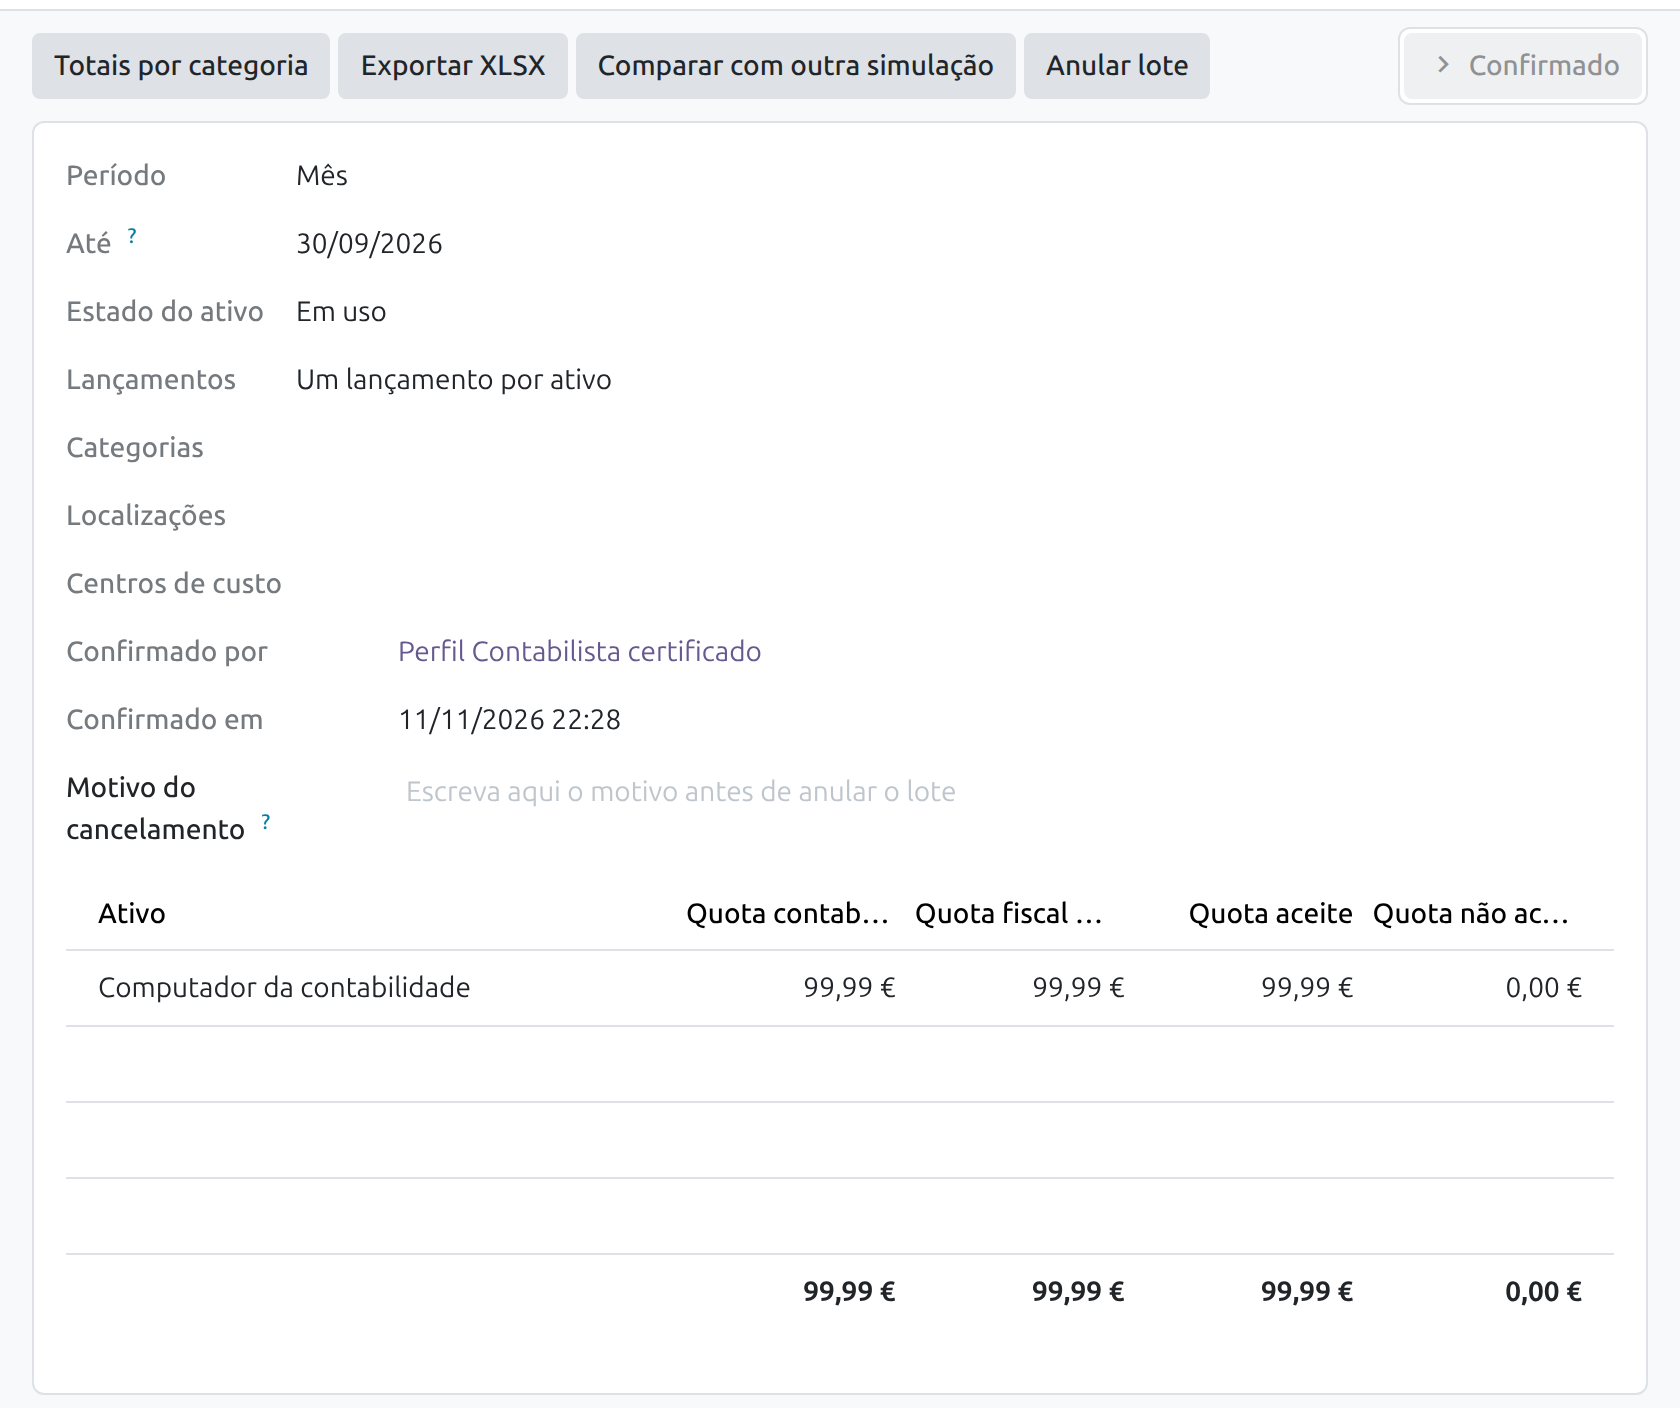 Totais por categoria Exportar XLSX Comparar com outra simulação Anular lote > Confirmado
Período Mês
Até ? 30/09/2026
Estado do ativo Em uso
Lançamentos Um lançamento por ativo
Categorias
Localizações
Centros de custo
Confirmado por Perfil Contabilista certificado
Confirmado em 11/11/2026 22:28
Motivo do cancelamento ? Escreva aqui o motivo antes de anular o lote
Ativo Quota contab... Quota fiscal ... Quota aceite Quota não ac...
Computador da contabilidade 99,99 € 99,99 € 99,99 € 0,00 €
99,99 € 99,99 € 99,99 € 0,00 €